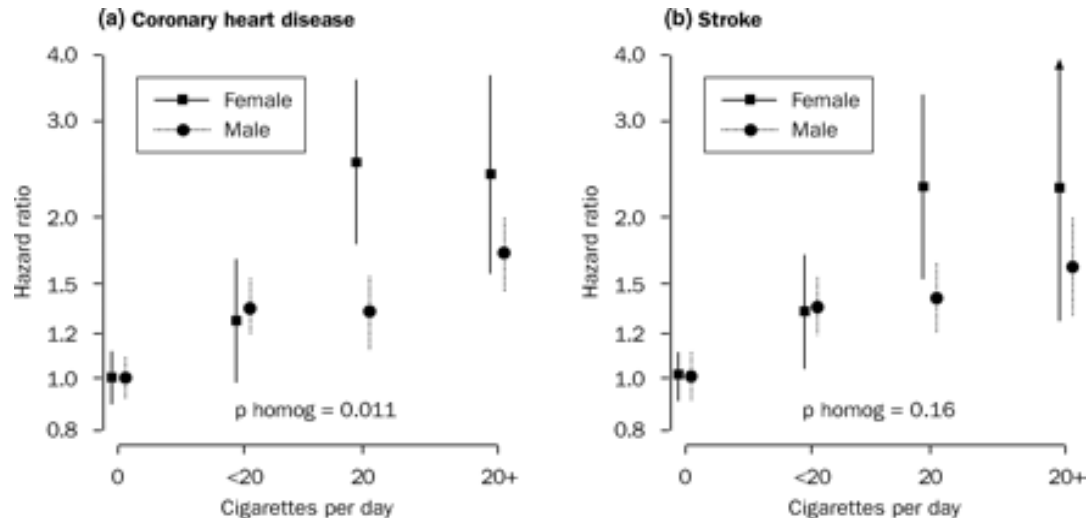 (a) Coronary heart disease
4.0
3.0
2.0
1.5
1.2
1.0
0.8
Hazard ratio
Female
Male
p homog = 0.011
0
<20
20
20+
Cigarettes per day
(b) Stroke
4.0
3.0
2.0
1.5
1.2
1.0
0.8
Hazard ratio
Female
Male
p homog = 0.16
0
<20
20
20+
Cigarettes per day